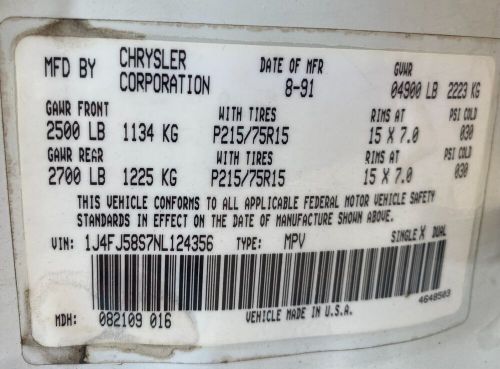 MFD BY CHRYSLER CORPORATION DATE OF MFR 8-91 GVWR 04900 LB 2223 KG
GAWR FRONT WITH TIRES RIMS AT PSI COLD
2500 LB 1134 KG P215/75R15 15 X 7.0 030
GAWR REAR WITH TIRES RIMS AT PSI COLD
2700 LB 1225 KG P215/75R15 15 X 7.0 030
THIS VEHICLE CONFORMS TO ALL APPLICABLE FEDERAL MOTOR VEHICLE SAFETY
STANDARDS IN EFFECT ON THE DATE OF MANUFACTURE SHOWN ABOVE.
VIN: 1J4FJ58S7NL124356 TYPE: MPV SINGLE X DUAL
4648503
MDH: 082109 016 VEHICLE MADE IN U.S.A.